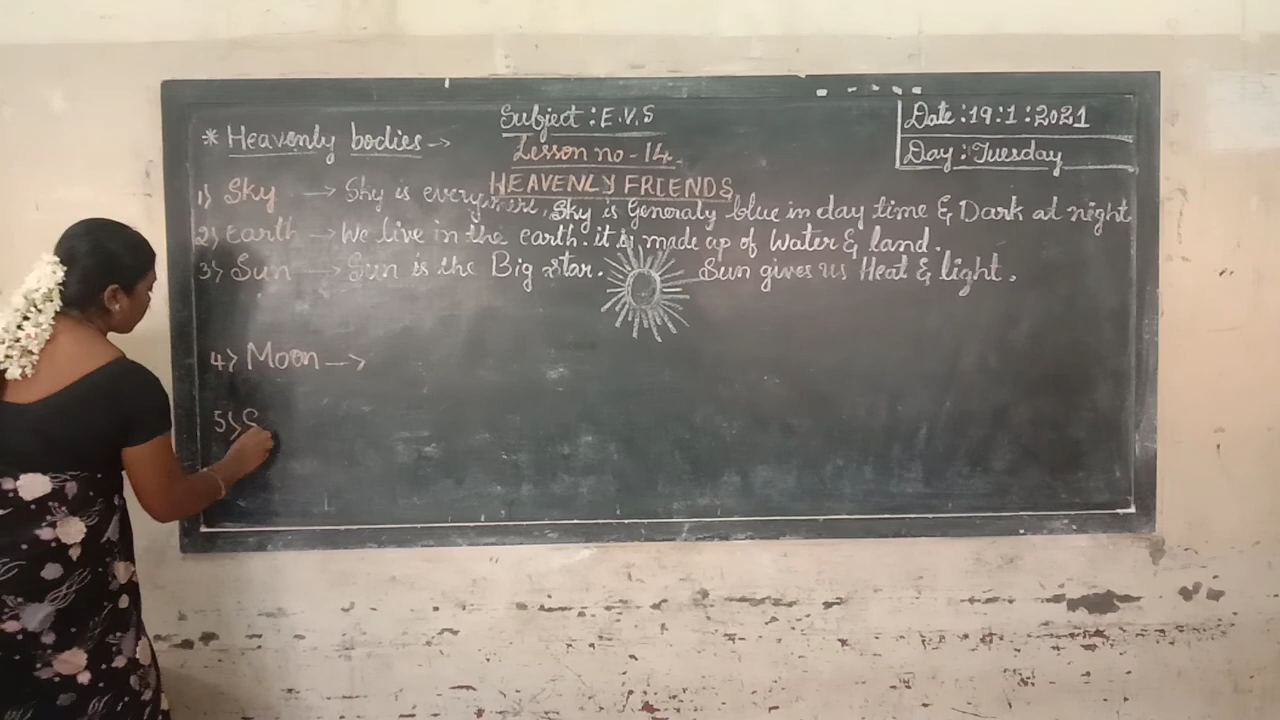 Subject : E.V.S
Date : 19 : 1 : 2021
* Heavenly bodies →
Lesson no - 14.
Day : Tuesday
HEAVENLY FRIENDS
1) Sky → Sky is everywhere, Sky is Generaly blue in day time & Dark at night
2) Earth → We live in the earth. it is made up of Water & land.
3) Sun → Sun is the Big star. Sun gives us Heat & light.
4) Moon →
5) S